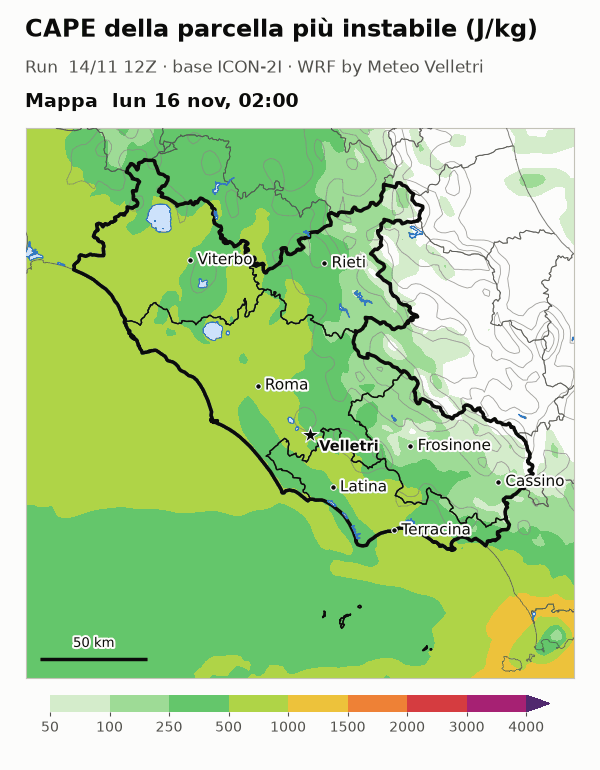 CAPE della parcella più instabile (J/kg)
Run 14/11 12Z · base ICON-2I · WRF by Meteo Velletri
Mappa lun 16 nov, 02:00
Viterbo
Rieti
Roma
Velletri
Frosinone
Cassino
Latina
Terracina
50 km
50 100 250 500 1000 1500 2000 3000 4000